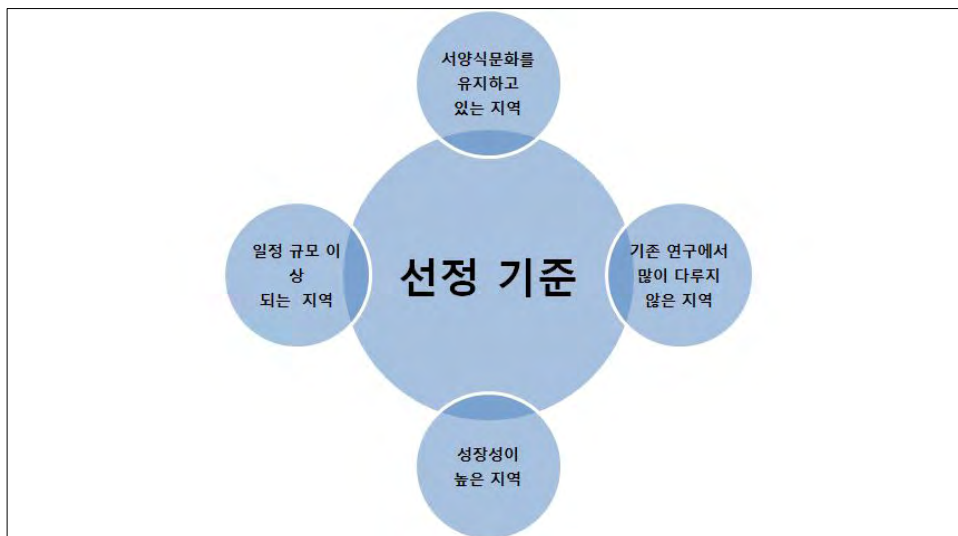 서양식문화를
유지하고
있는 지역
일정 규모 이
상
되는 지역
선정 기준
기존 연구에서
많이 다루지
않은 지역
성장성이
높은 지역